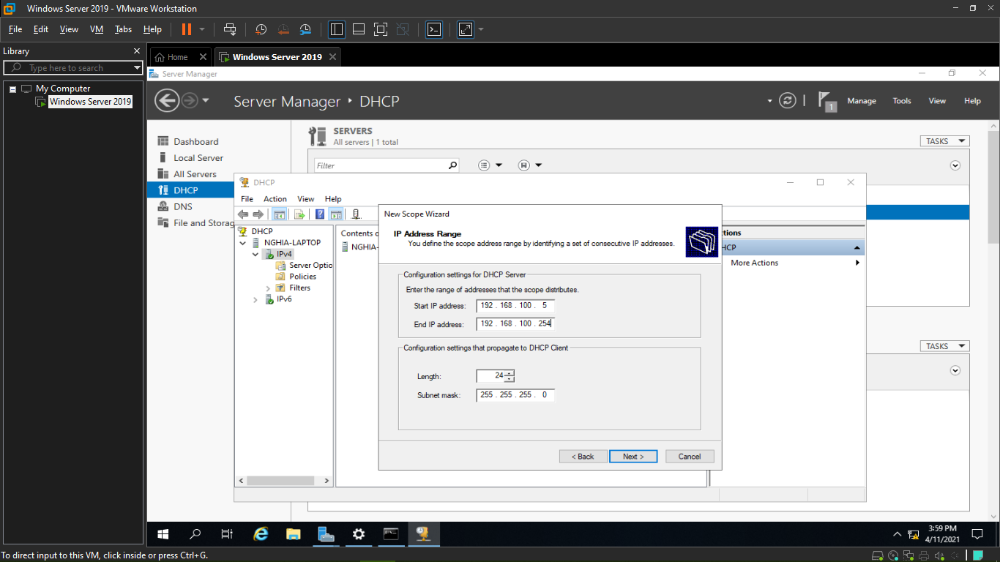 Windows Server 2019 - VMware Workstation
File Edit View VM Tabs Help
Library
Type here to search
My Computer
Windows Server 2019
Home
Windows Server 2019
Server Manager
Server Manager DHCP
1
Manage Tools View Help
Dashboard
Local Server
All Servers
DHCP
DNS
File and Storag
SERVERS
All servers | 1 total
TASKS
Filter
DHCP
File Action View Help
DHCP
NGHIA-LAPTOP
IPv4
Server Optio
Policies
Filters
IPv6
Contents o
NGHIA-
New Scope Wizard
IP Address Range
You define the scope address range by identifying a set of consecutive IP addresses.
Configuration settings for DHCP Server
Enter the range of addresses that the scope distributes.
Start IP address: 192 . 168 . 100 . 5
End IP address: 192 . 168 . 100 . 254
Configuration settings that propagate to DHCP Client
Length: 24
Subnet mask: 255 . 255 . 255 . 0
< Back Next > Cancel
ctions
HCP
More Actions
TASKS
3:59 PM
4/11/2021
To direct input to this VM, click inside or press Ctrl+G.